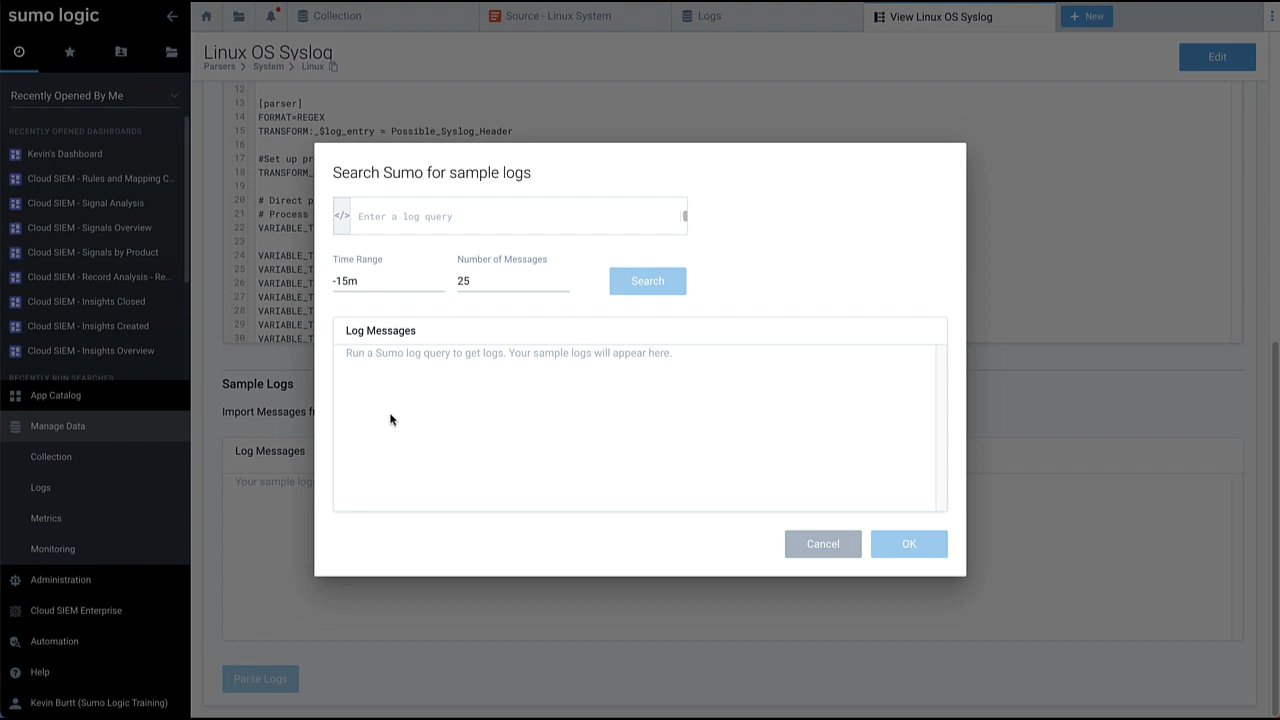 sumo logic
Collection
Source - Linux System
Logs
View Linux OS Syslog
+ New
Linux OS Syslog
Parsers > System > Linux
Edit
Recently Opened By Me
RECENTLY OPENED DASHBOARDS
Kevin's Dashboard
Cloud SIEM - Rules and Mapping C...
Cloud SIEM - Signal Analysis
Cloud SIEM - Signals Overview
Cloud SIEM - Signals by Product
Cloud SIEM - Record Analysis - Re...
Cloud SIEM - Insights Closed
Cloud SIEM - Insights Created
Cloud SIEM - Insights Overview
RECENTLY RUN SEARCHES
App Catalog
Manage Data
Collection
Logs
Metrics
Monitoring
Administration
Cloud SIEM Enterprise
Automation
Help
Kevin Burtt (Sumo Logic Training)
12
13 [parser]
14 FORMAT=REGEX
15 TRANSFORM:_$log_entry = Possible_Syslog_Header
16
17 #Set up pr
18 TRANSFORM_
19
20 # Direct p
21 # Process
22 VARIABLE_T
23
24 VARIABLE_T
25 VARIABLE_T
26 VARIABLE_T
27 VARIABLE_T
28 VARIABLE_T
29 VARIABLE_T
30 VARIABLE_T
Sample Logs
Import Messages f
Log Messages
Your sample log
Parse Logs
Search Sumo for sample logs
</> Enter a log query
Time Range
Number of Messages
-15m
25
Search
Log Messages
Run a Sumo log query to get logs. Your sample logs will appear here.
Cancel
OK